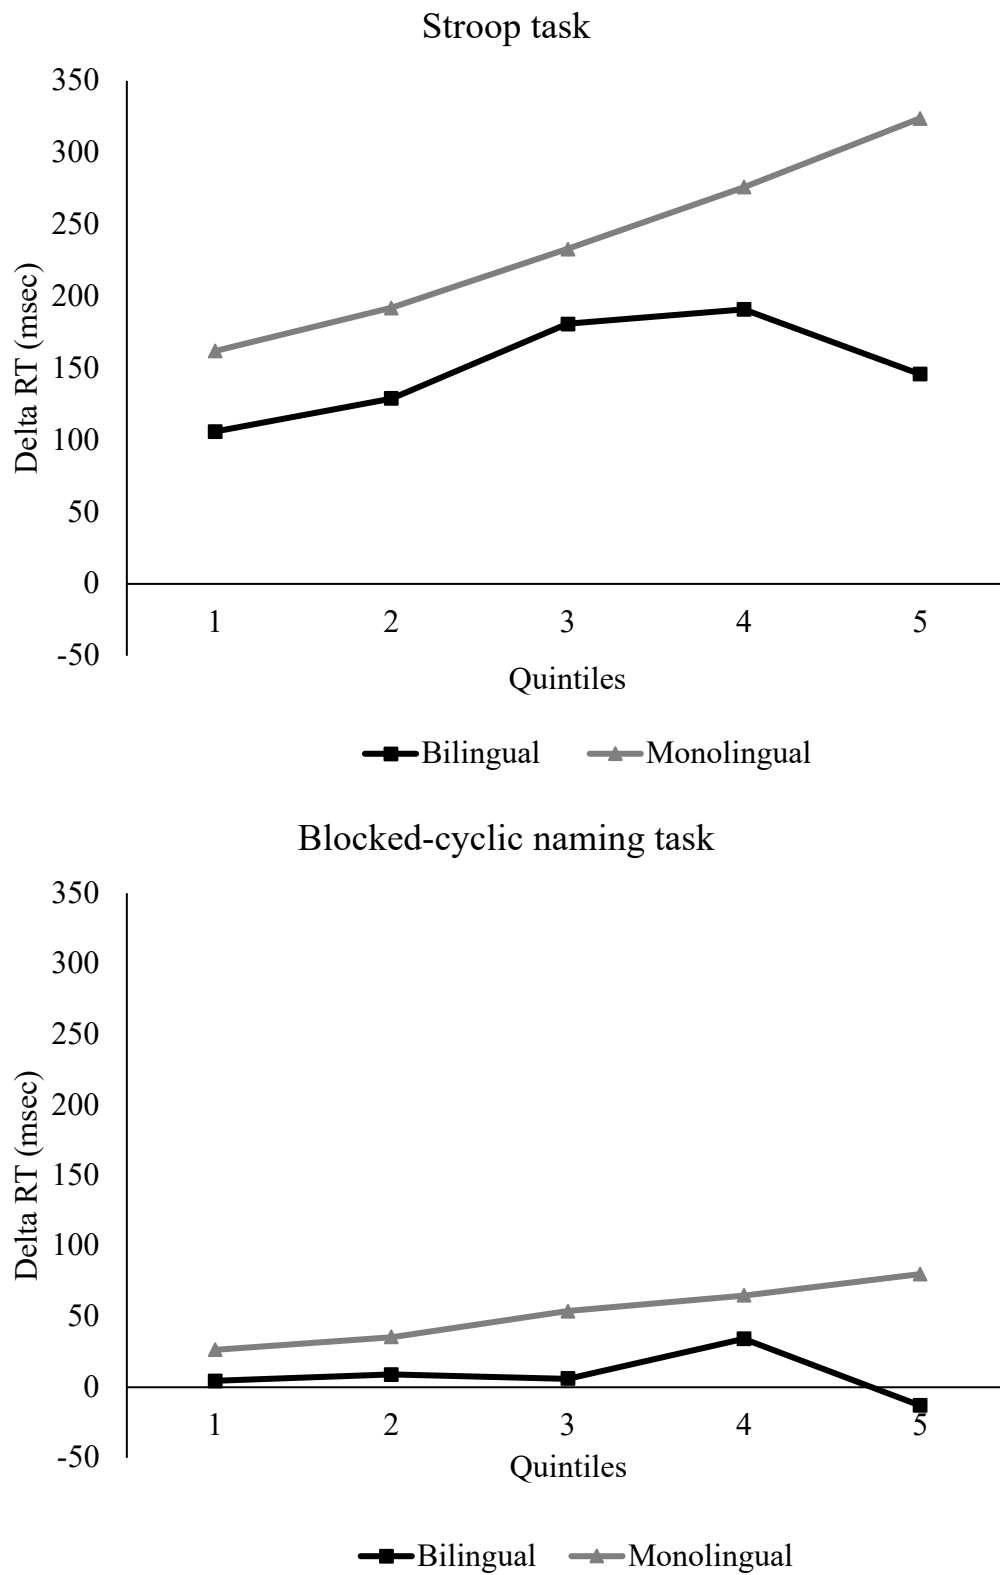 Stroop task
350
300
250
200
150
100
50
0
-50
Delta RT (msec)
1 2 3 4 5
Quintiles
Bilingual Monolingual
Blocked-cyclic naming task
350
300
250
200
150
100
50
0
-50
Delta RT (msec)
1 2 3 4 5
Quintiles
Bilingual Monolingual